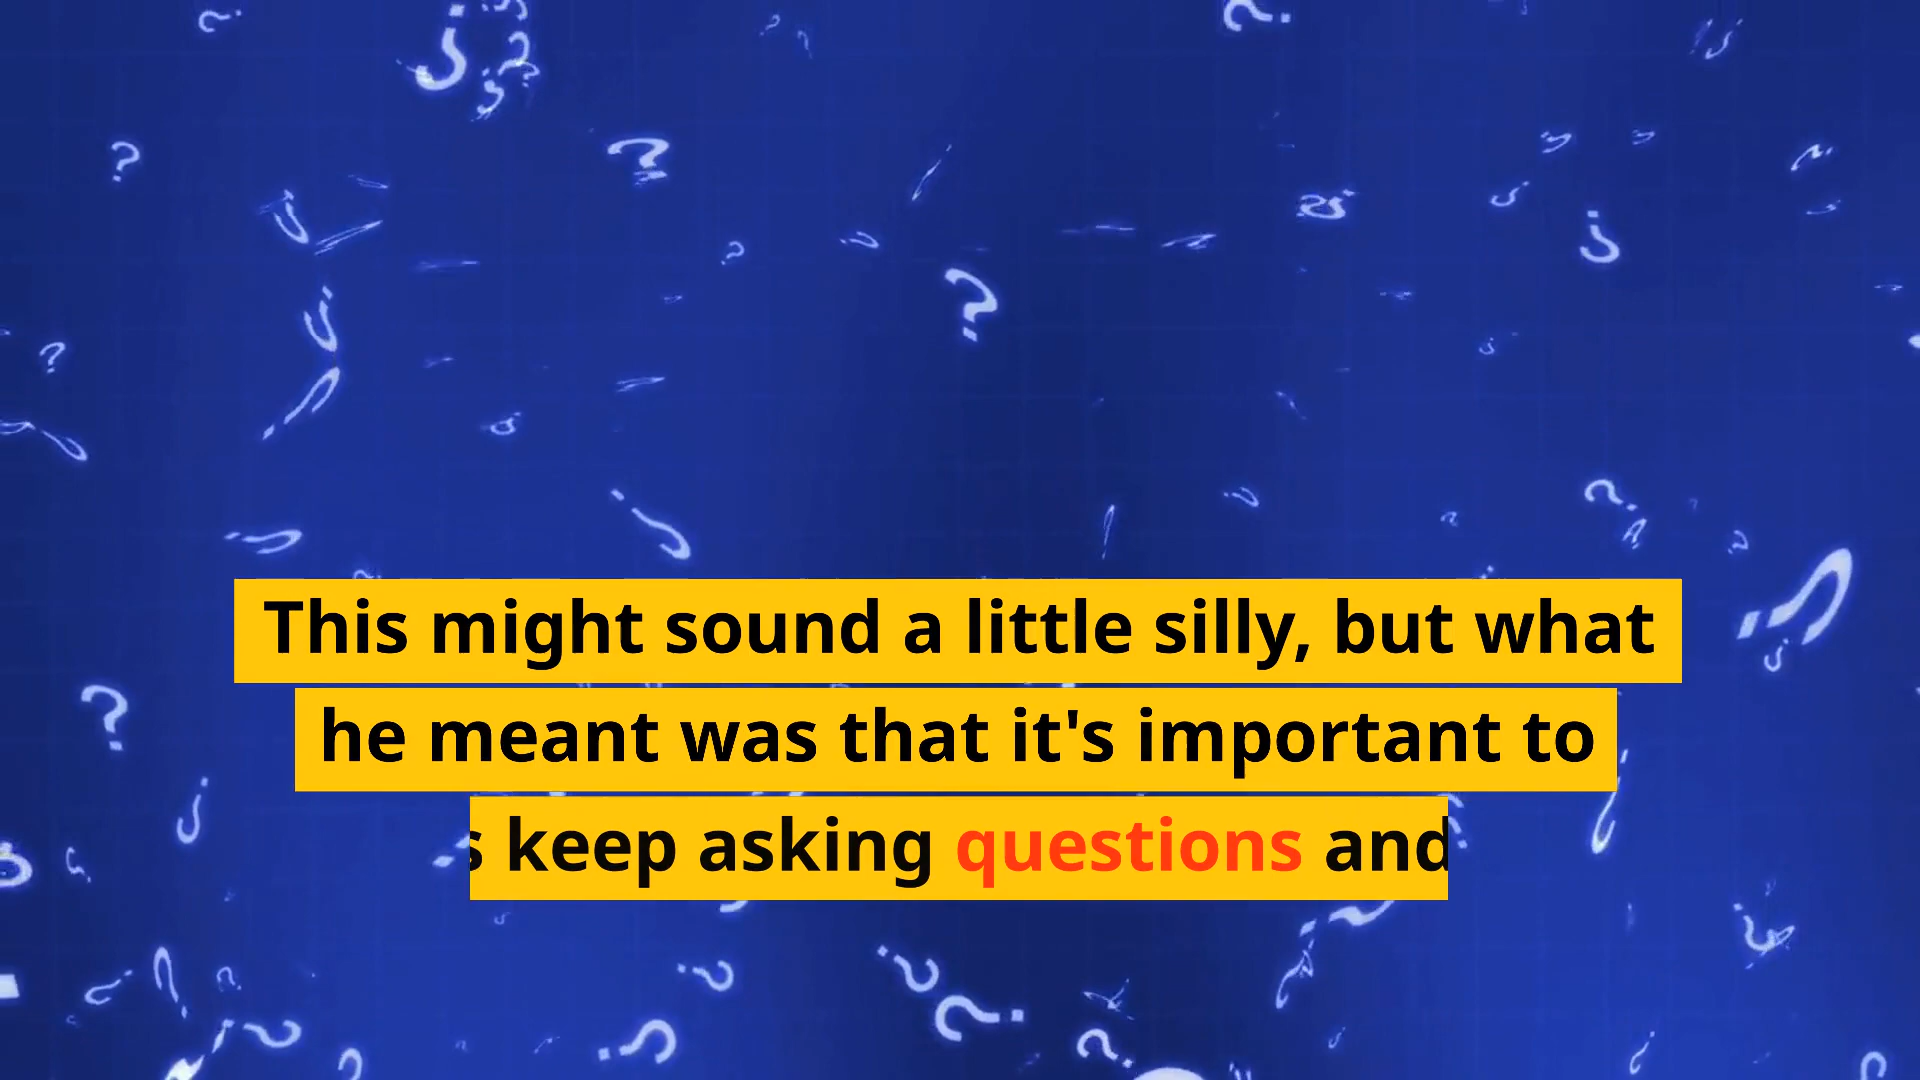 This might sound a little silly, but what
he meant was that it's important to
keep asking questions and